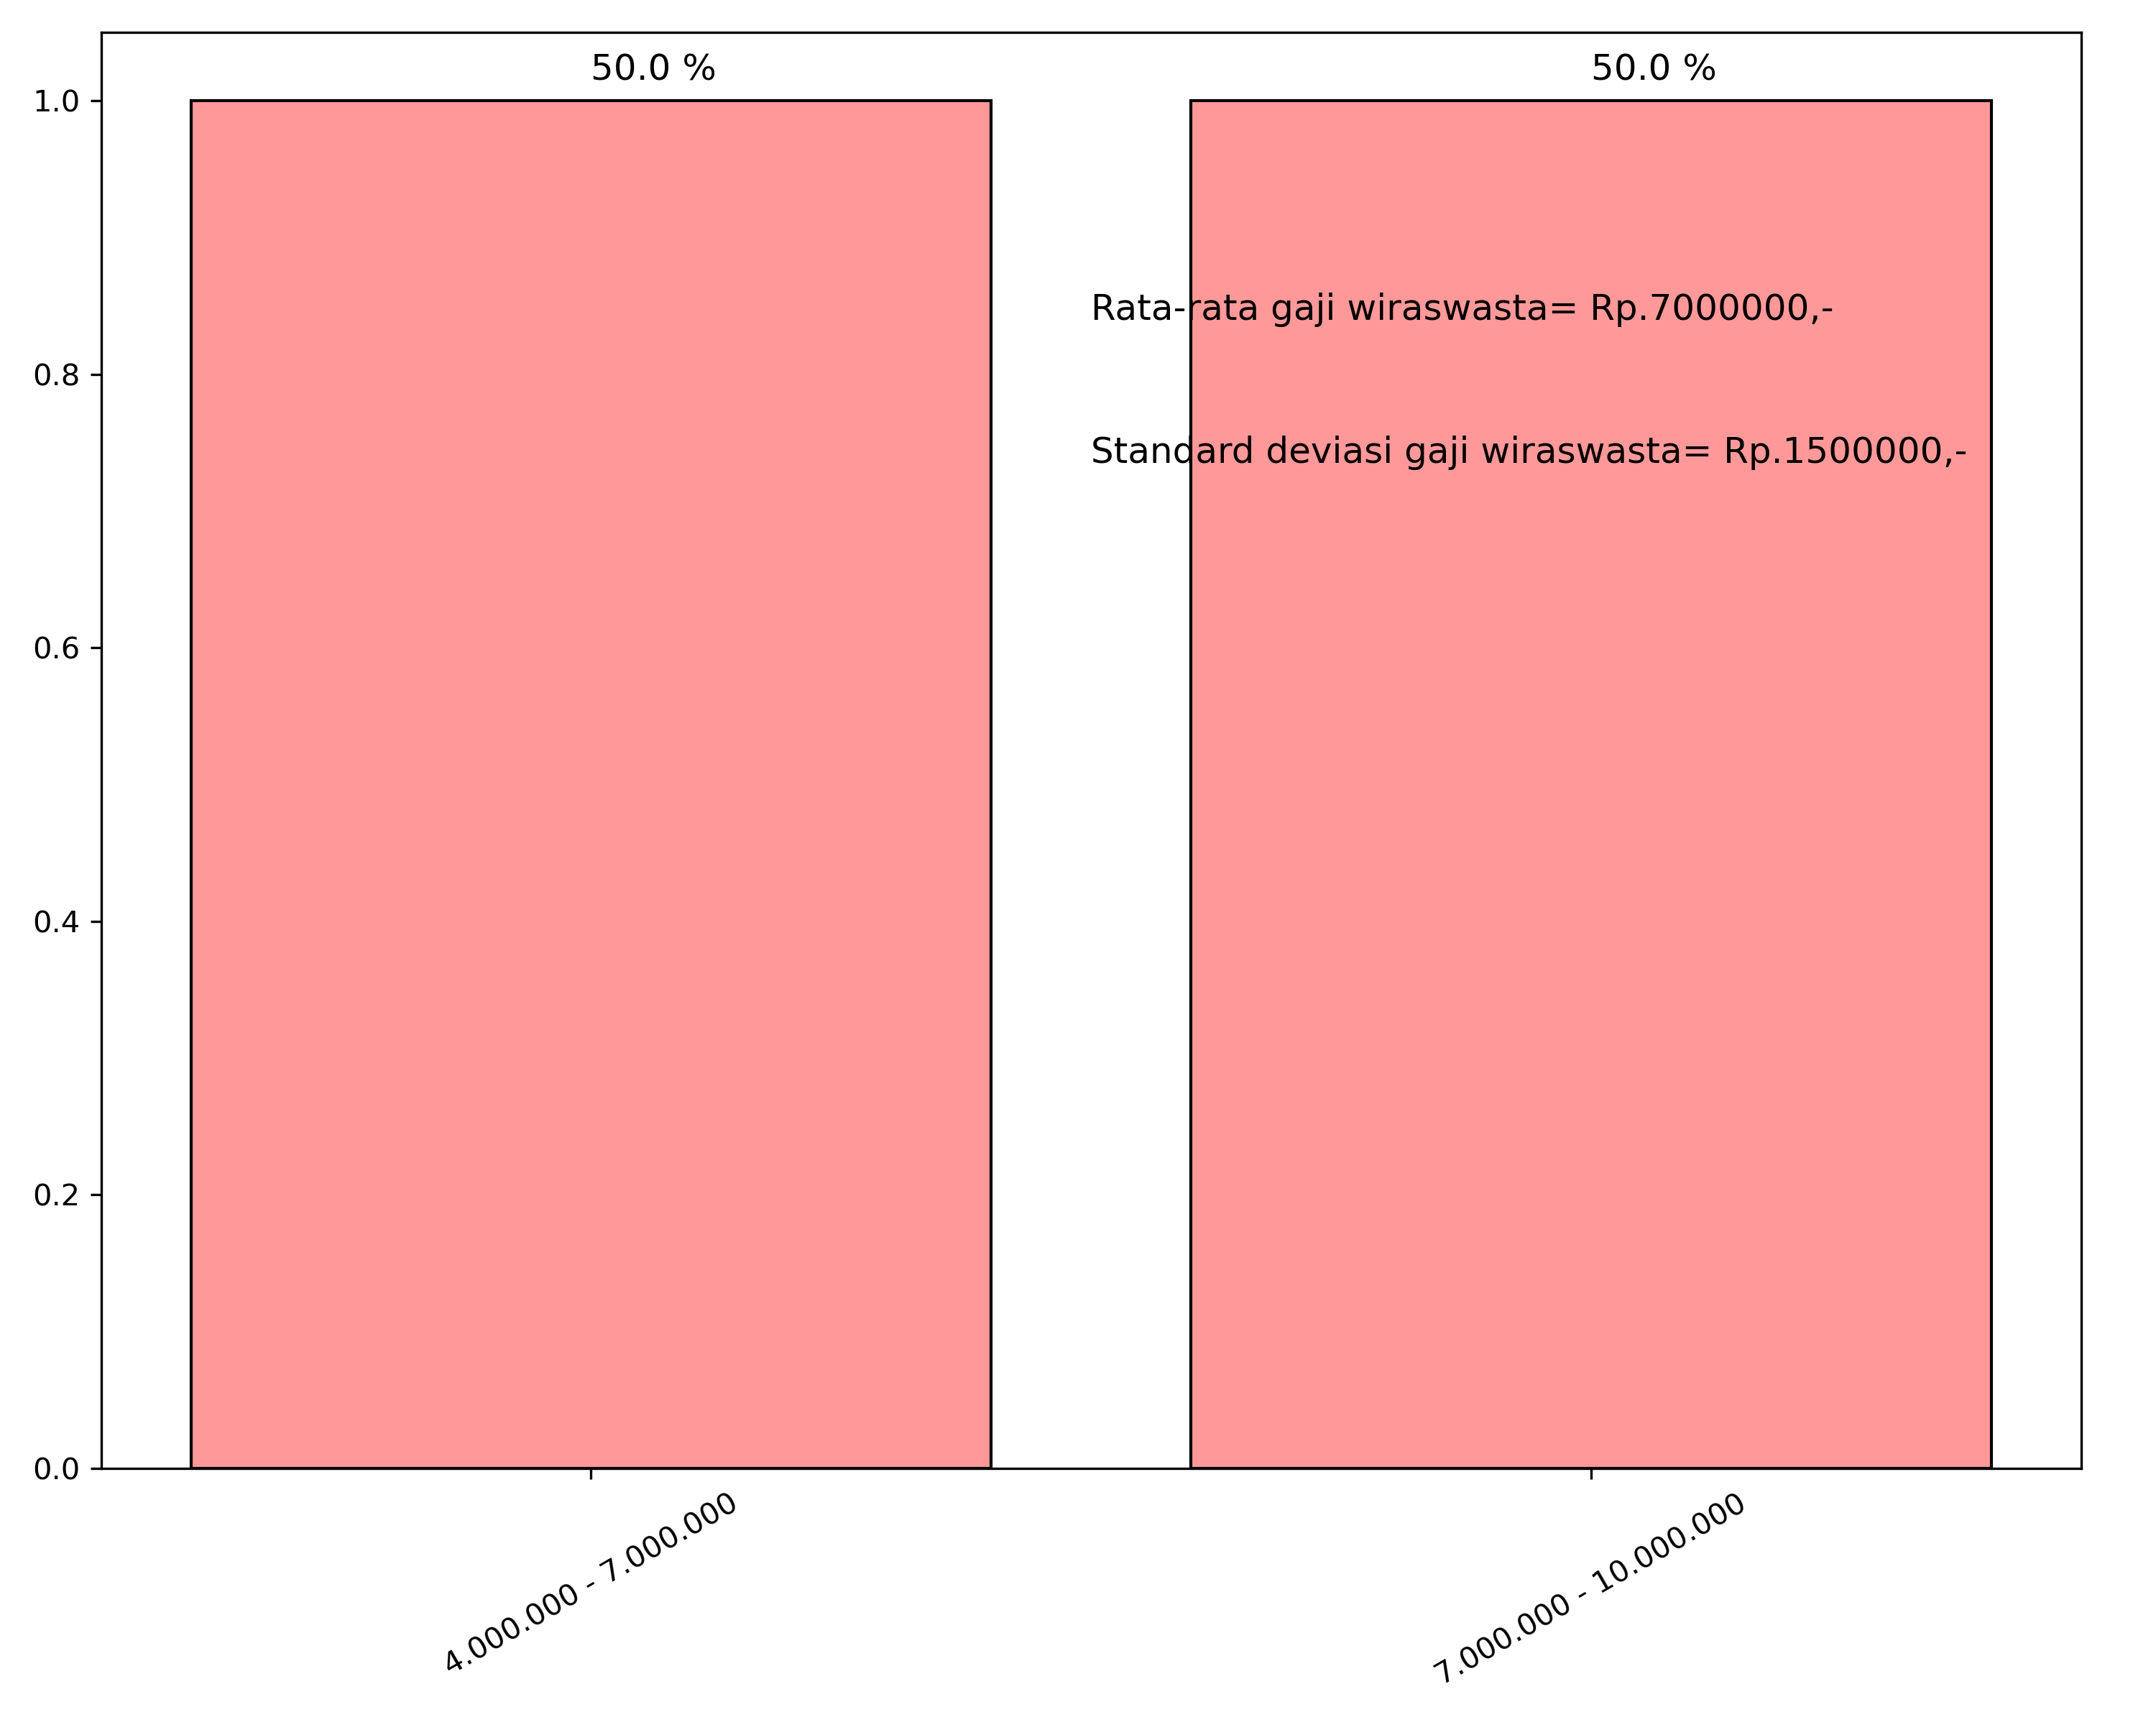 50.0 % 50.0 %
1.0
Rata-rata gaji wiraswasta= Rp.7000000,-
0.8
Standard deviasi gaji wiraswasta= Rp.1500000,-
0.6
0.4
0.2
0.0
4.000.000 - 7.000.000
7.000.000 - 10.000.000